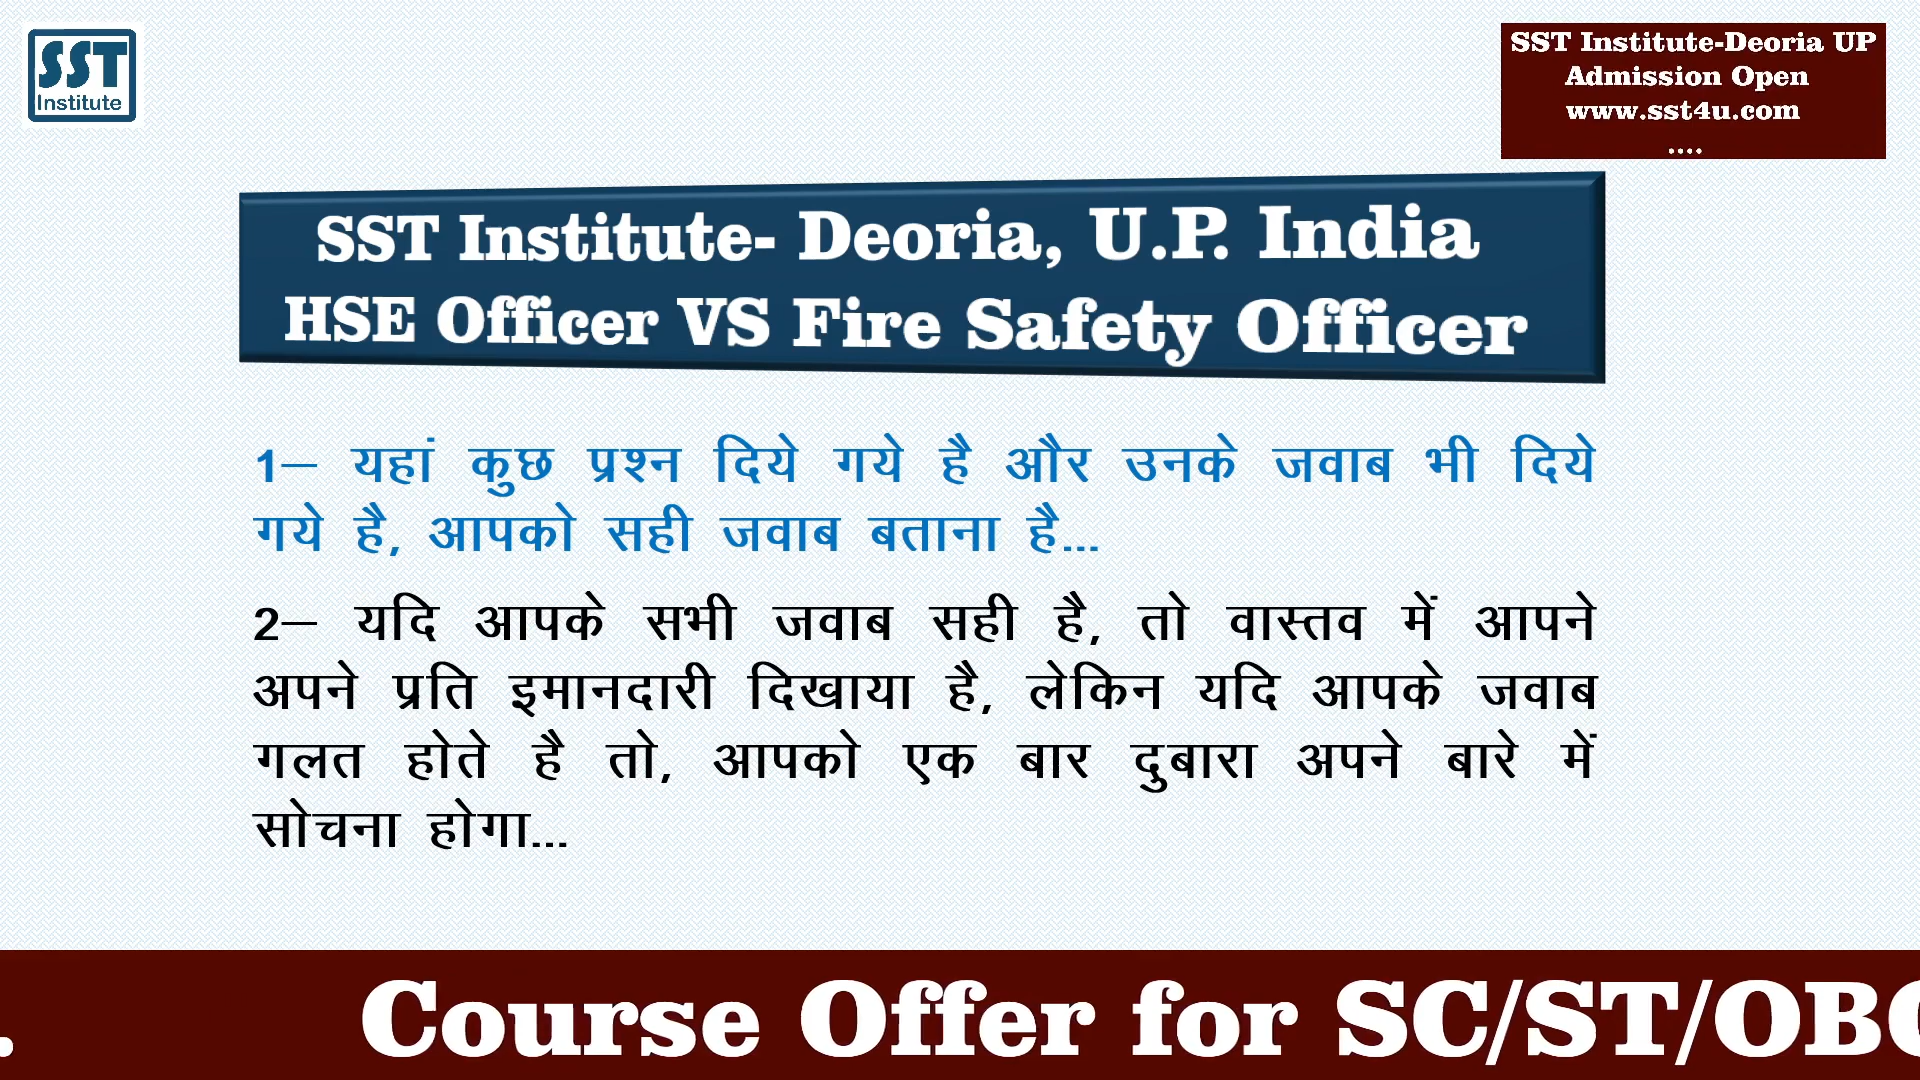 SST
Institute
SST Institute-Deoria UP
Admission Open
www.sst4u.com
....
SST Institute- Deoria, U.P. India
HSE Officer VS Fire Safety Officer
1– यहां कुछ प्रश्न दिये गये है और उनके जवाब भी दिये
गये है, आपको सही जवाब बताना है...
2– यदि आपके सभी जवाब सही है, तो वास्तव में आपने
अपने प्रति इमानदारी दिखाया है, लेकिन यदि आपके जवाब
गलत होते है तो, आपको एक बार दुबारा अपने बारे में
सोचना होगा...
. Course Offer for SC/ST/OBC